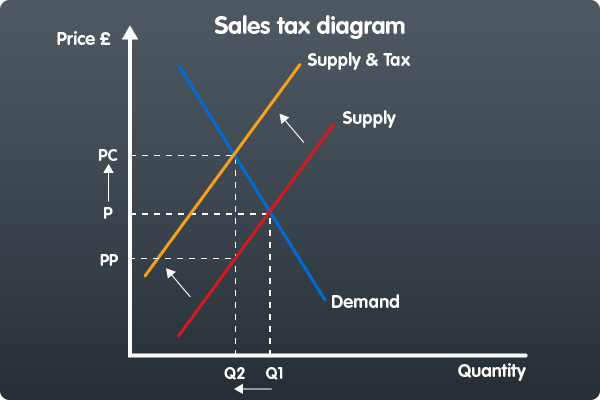 Sales tax diagram
Price £
Supply & Tax
Supply
PC
P
PP
Demand
Q2 Q1
Quantity